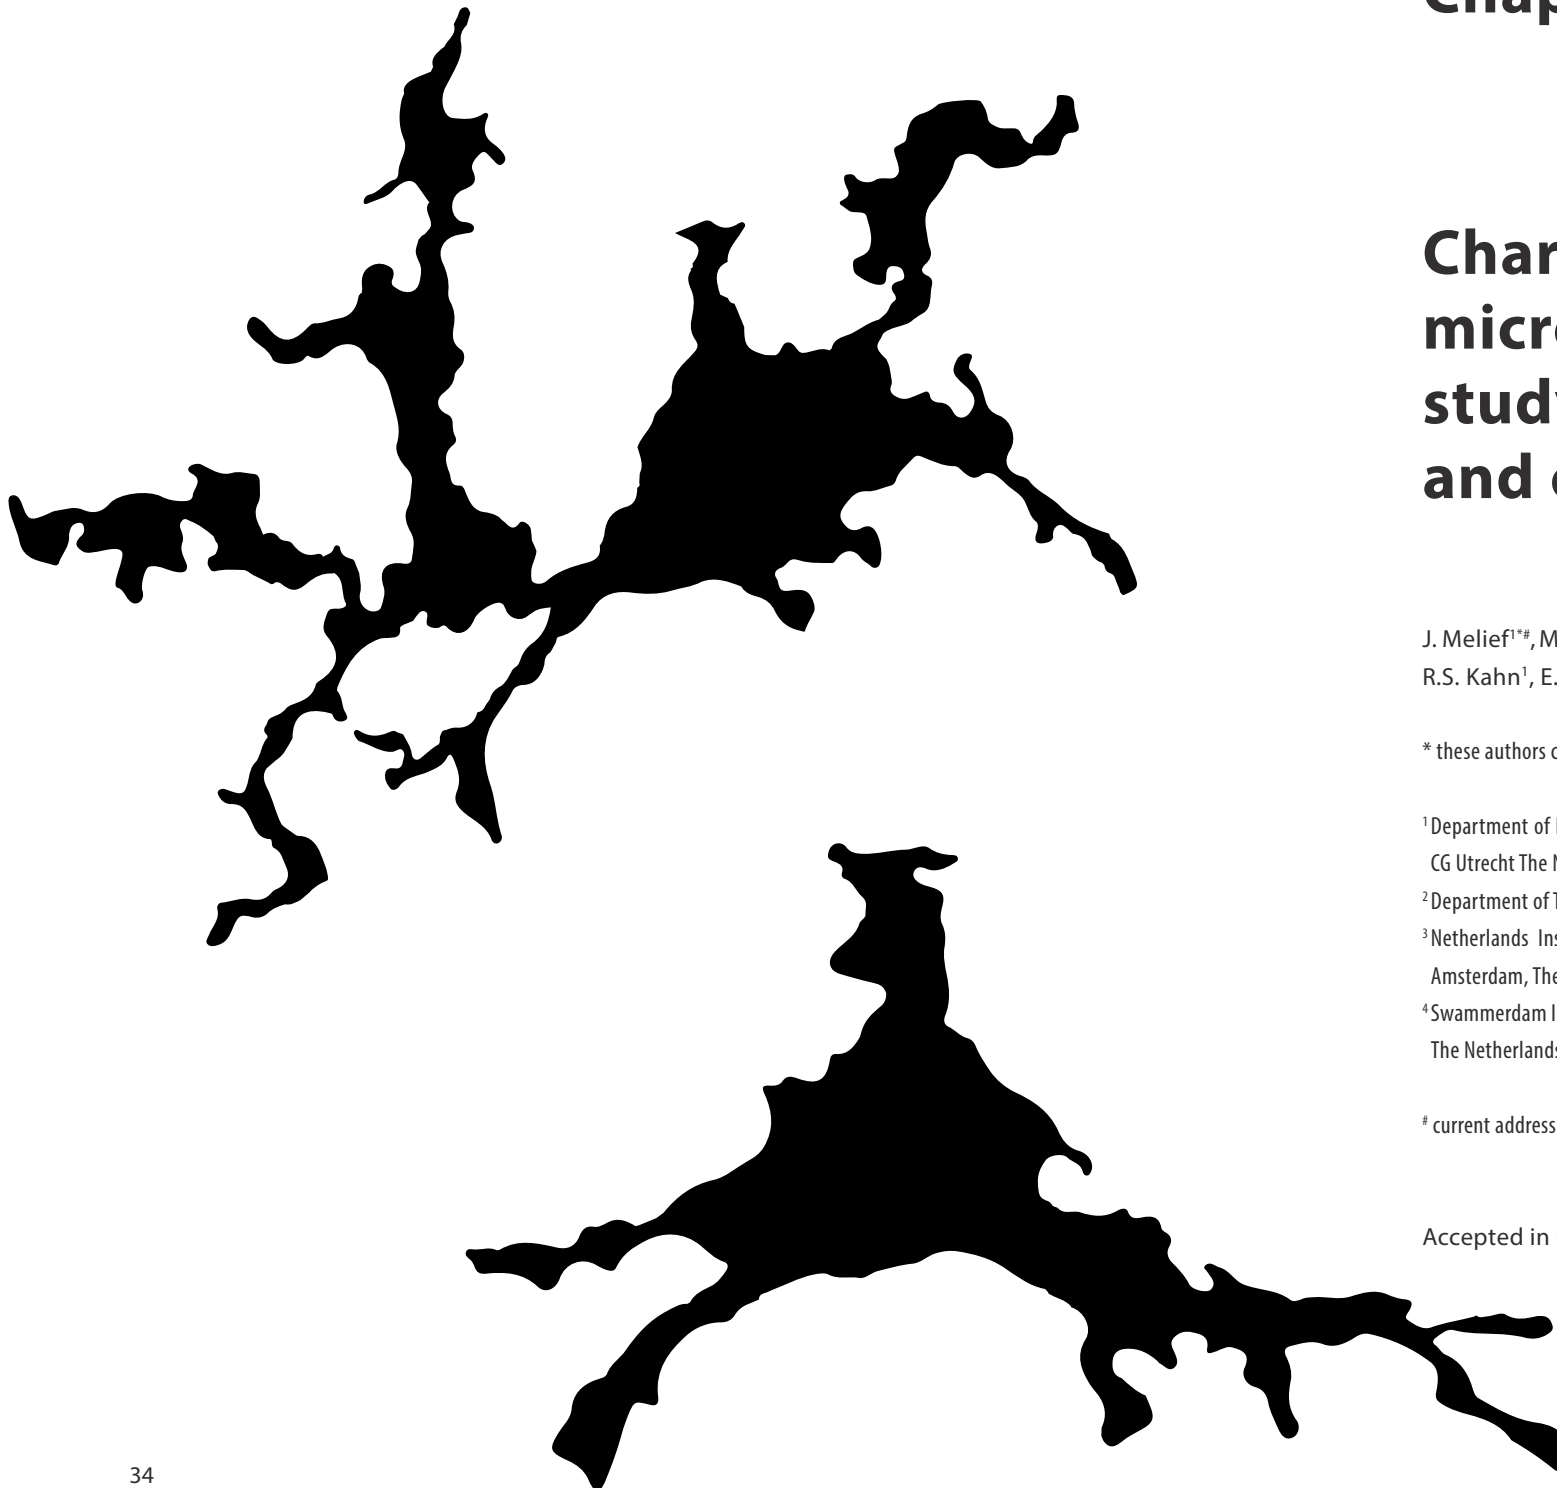 Chap
Char
micr
stud
and
J. Melief¹*#, M
R.S. Kahn¹, E.
* these authors
¹ Department of
CG Utrecht The
² Department of T
³ Netherlands Ins
Amsterdam, The
⁴ Swammerdam I
The Netherlands
# current address
Accepted in
34